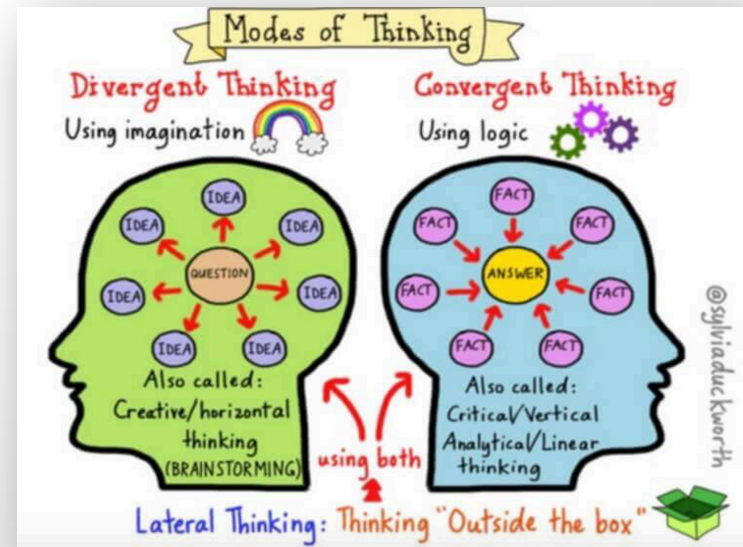 Modes of Thinking
Divergent Thinking
Using imagination
IDEA
IDEA
IDEA
IDEA
IDEA
IDEA
IDEA
QUESTION
Also called:
Creative/horizontal
thinking
(BRAINSTORMING)
Convergent Thinking
Using logic
FACT
FACT
FACT
FACT
FACT
FACT
FACT
ANSWER
Also called:
Critical/Vertical
Analytical/Linear
thinking
using both
Lateral Thinking: Thinking "Outside the box"
@sylviaduckworth